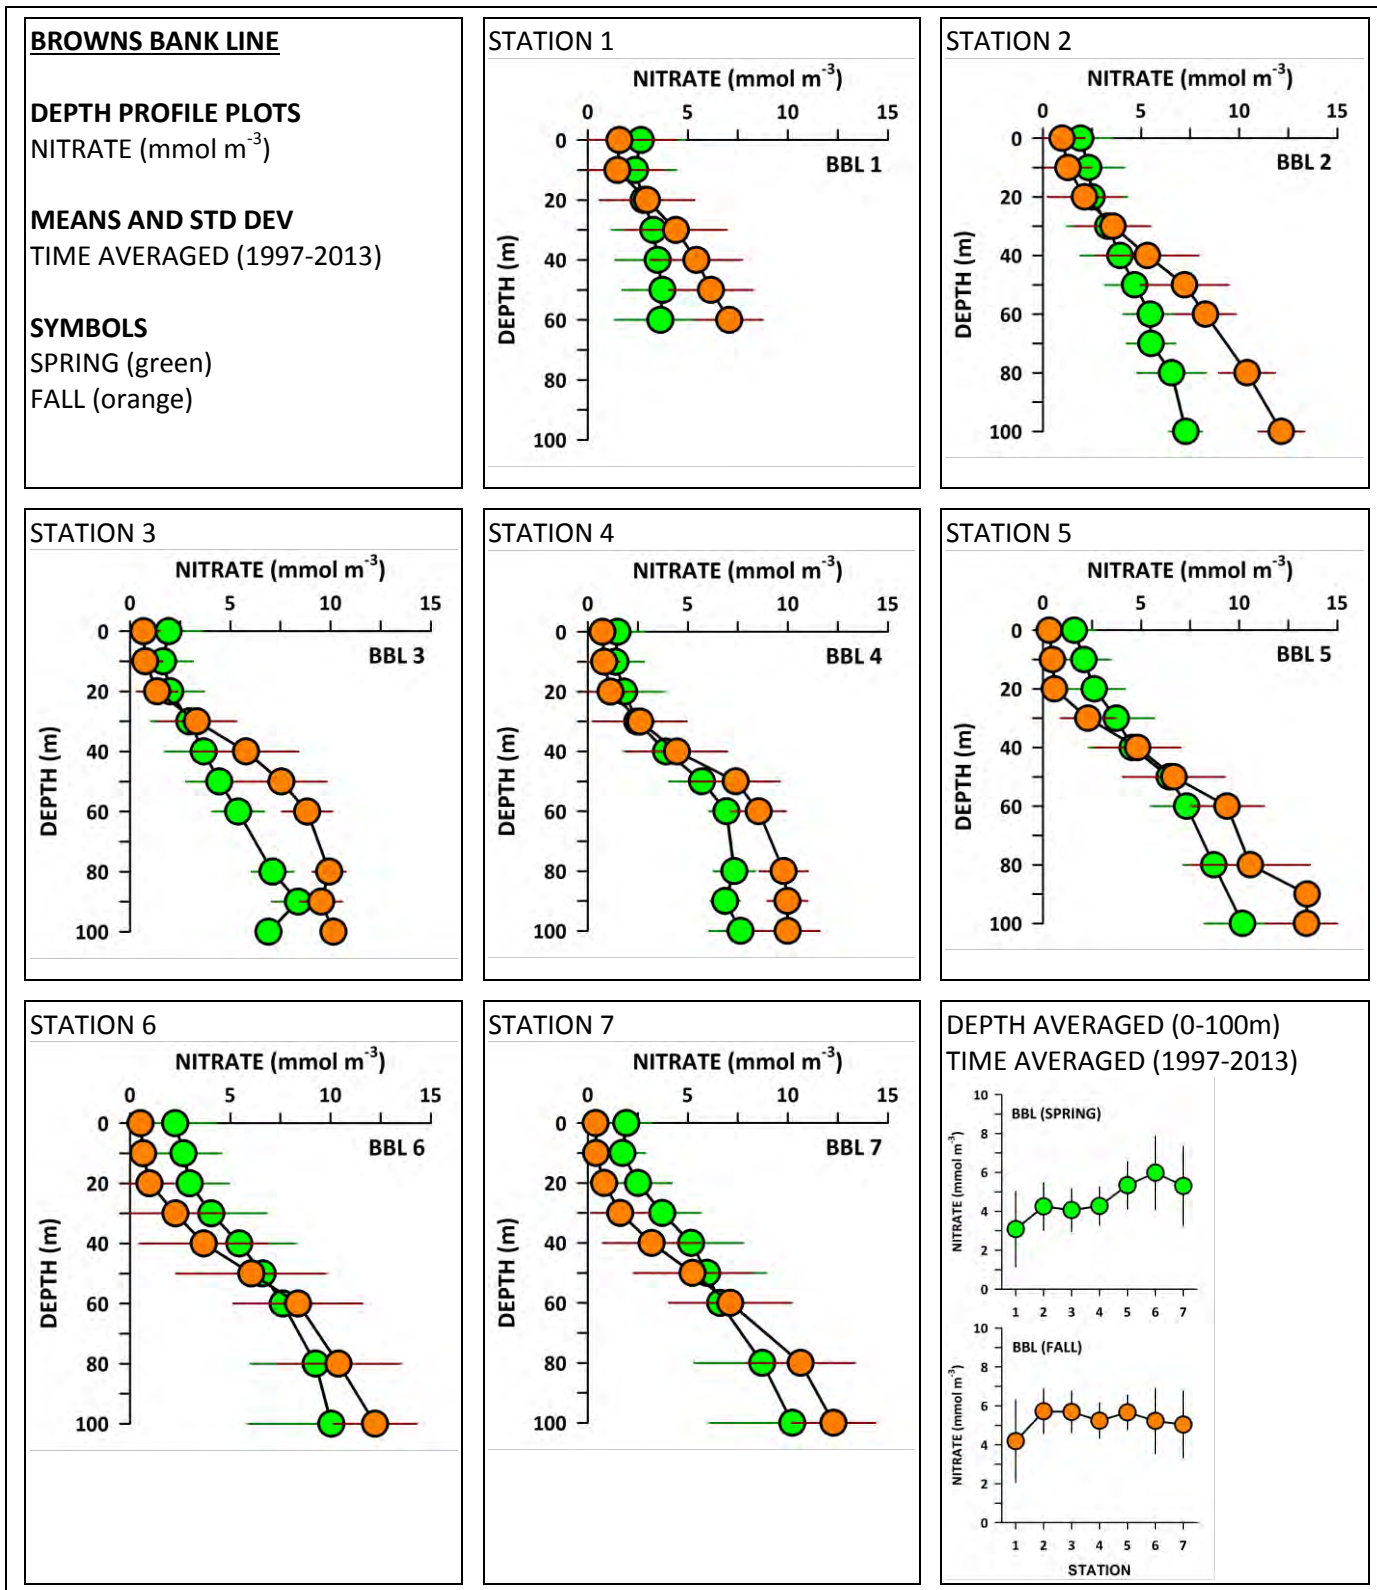 BROWNS BANK LINE
DEPTH PROFILE PLOTS
NITRATE (mmol m⁻³)
MEANS AND STD DEV
TIME AVERAGED (1997-2013)
SYMBOLS
SPRING (green)
FALL (orange)
STATION 1
NITRATE (mmol m⁻³)
0 5 10 15
BBL 1
DEPTH (m)
0
20
40
60
80
100
STATION 2
NITRATE (mmol m⁻³)
0 5 10 15
BBL 2
DEPTH (m)
0
20
40
60
80
100
STATION 3
NITRATE (mmol m⁻³)
0 5 10 15
BBL 3
DEPTH (m)
0
20
40
60
80
100
STATION 4
NITRATE (mmol m⁻³)
0 5 10 15
BBL 4
DEPTH (m)
0
20
40
60
80
100
STATION 5
NITRATE (mmol m⁻³)
0 5 10 15
BBL 5
DEPTH (m)
0
20
40
60
80
100
STATION 6
NITRATE (mmol m⁻³)
0 5 10 15
BBL 6
DEPTH (m)
0
20
40
60
80
100
STATION 7
NITRATE (mmol m⁻³)
0 5 10 15
BBL 7
DEPTH (m)
0
20
40
60
80
100
DEPTH AVERAGED (0-100m)
TIME AVERAGED (1997-2013)
BBL (SPRING)
NITRATE (mmol m⁻³)
10
8
6
4
2
0
1 2 3 4 5 6 7
BBL (FALL)
NITRATE (mmol m⁻³)
10
8
6
4
2
0
1 2 3 4 5 6 7
STATION